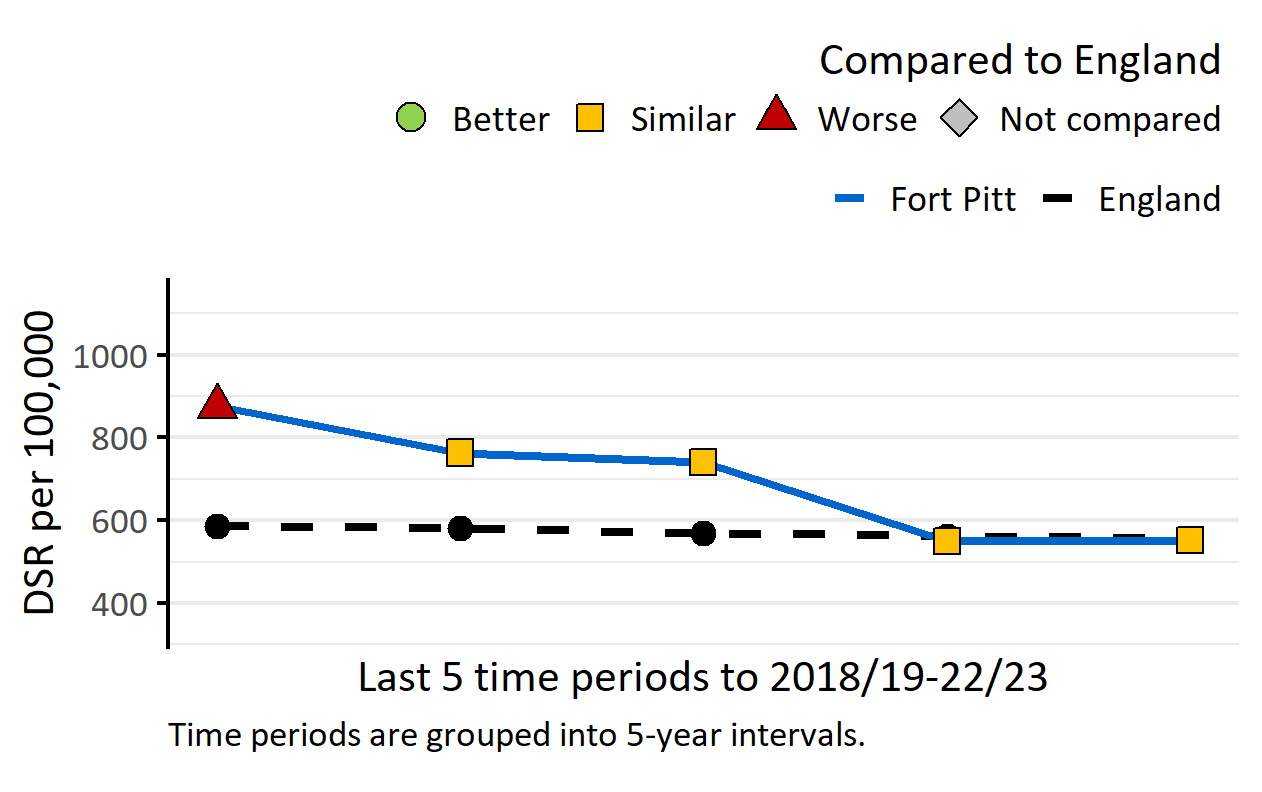 Compared to England
Better Similar Worse Not compared
Fort Pitt England
DSR per 100,000
1000
800
600
400
Last 5 time periods to 2018/19-22/23
Time periods are grouped into 5-year intervals.